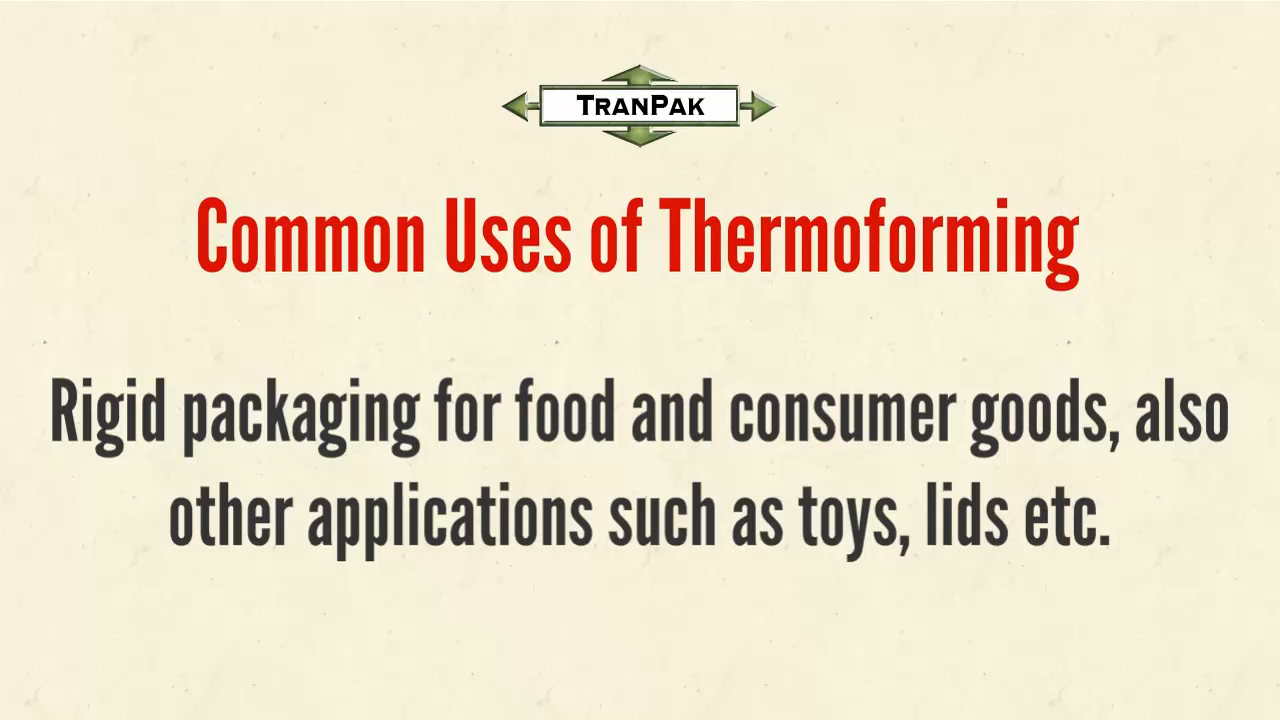 TRANPAK
Common Uses of Thermoforming
Rigid packaging for food and consumer goods, also
other applications such as toys, lids etc.